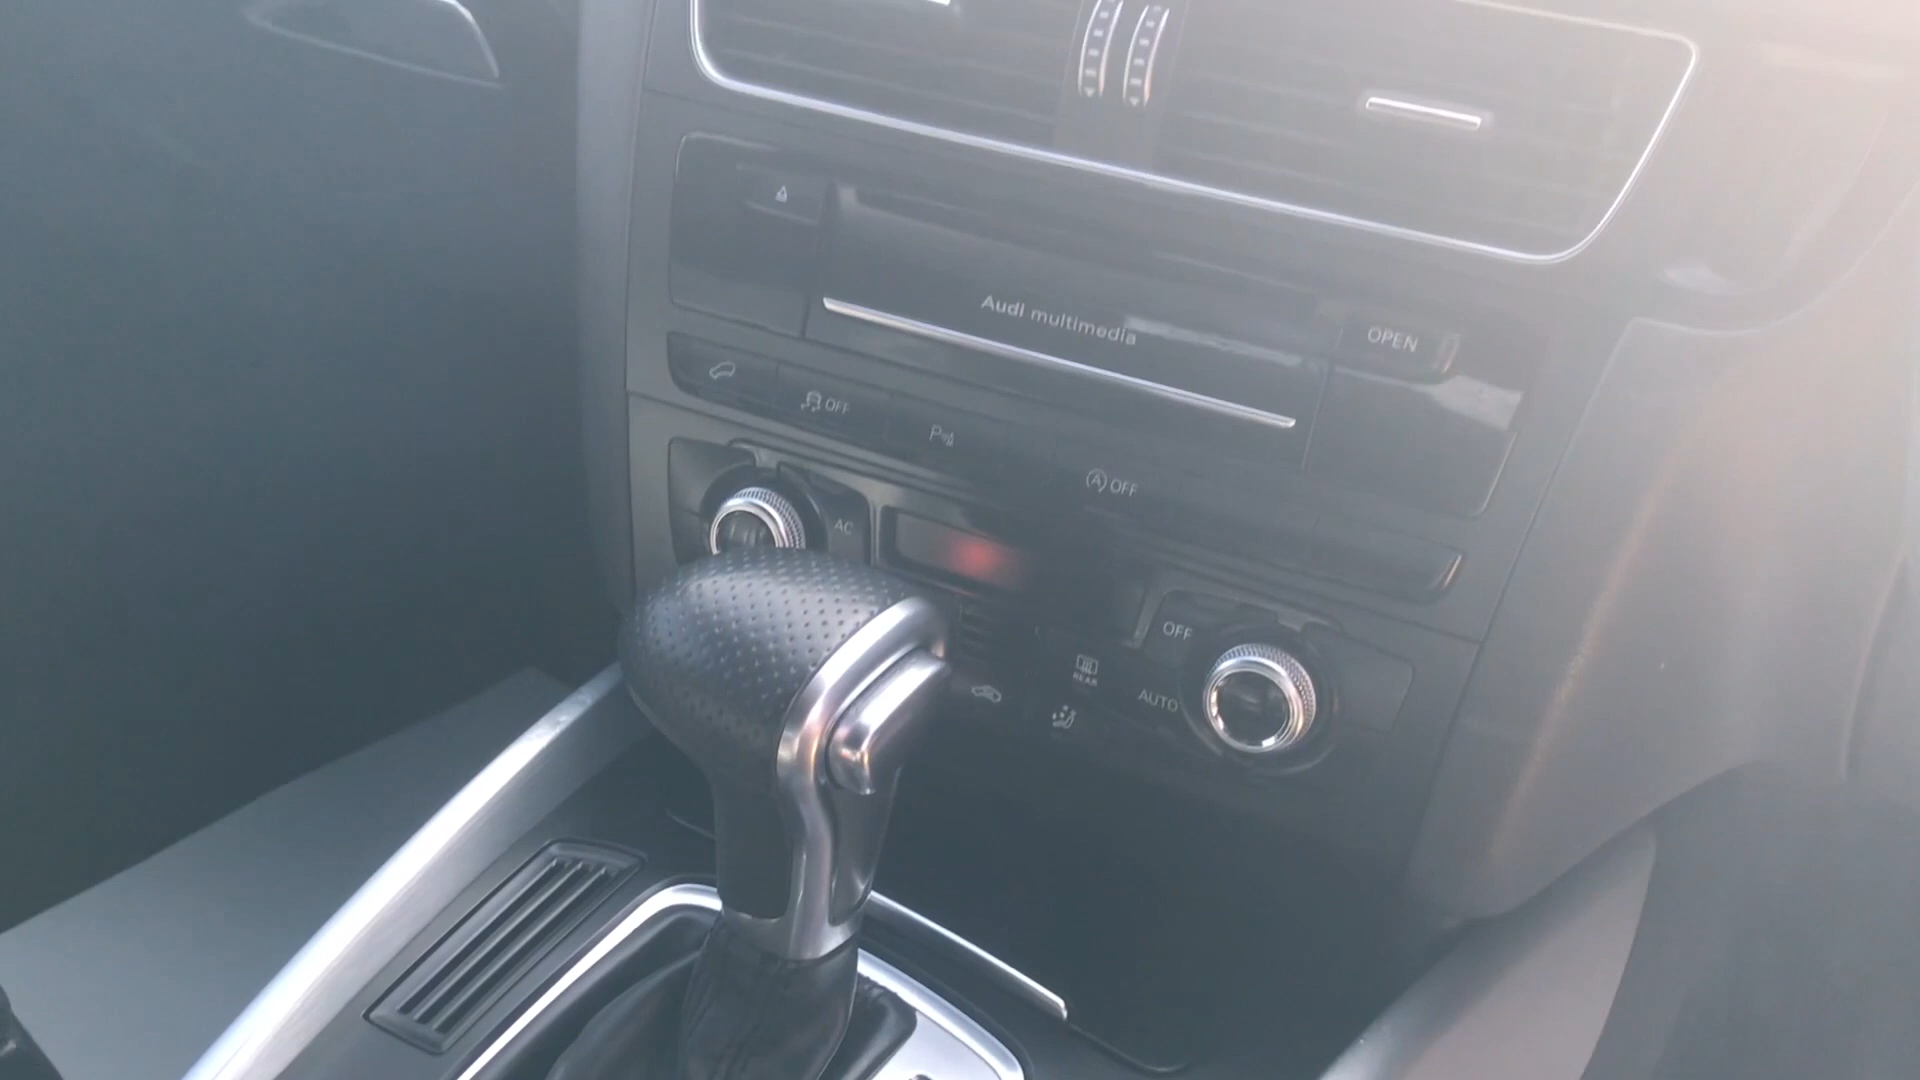 Audi multimedia
OPEN
OFF
P
A OFF
AC
OFF
REAR
AUTO